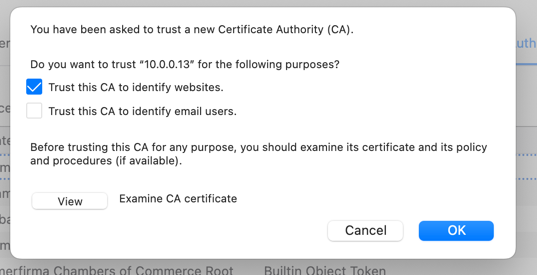 You have been asked to trust a new Certificate Authority (CA).
Do you want to trust “10.0.0.13” for the following purposes?
Trust this CA to identify websites.
Trust this CA to identify email users.
Before trusting this CA for any purpose, you should examine its certificate and its policy
and procedures (if available).
View
Examine CA certificate
Cancel
OK
merfirma Chambers of Commerce Root
Builtin Object Token